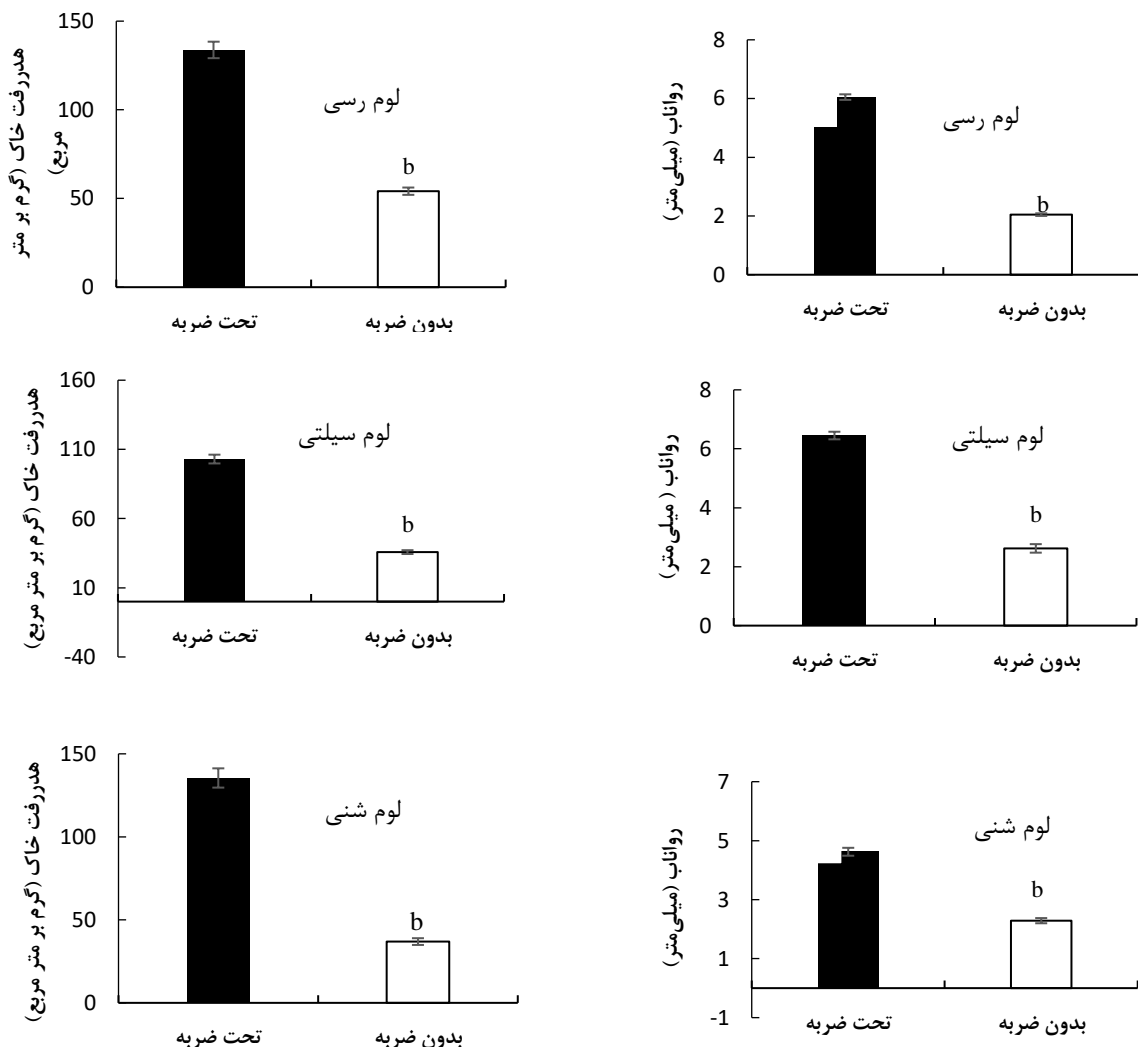 150
100
50
0
هدررفت خاک (گرم بر متر
مربع)
لوم رسی
b
تحت ضربه
بدون ضربه
8
6
4
2
0
رواناب (میلی‌متر)
لوم رسی
b
تحت ضربه
بدون ضربه
160
110
60
10
-40
هدررفت خاک (گرم بر متر مربع)
لوم سیلتی
b
تحت ضربه
بدون ضربه
8
6
4
2
0
رواناب ( میلی‌متر)
لوم سیلتی
b
تحت ضربه
بدون ضربه
150
100
50
0
هدررفت خاک (گرم بر متر مربع)
لوم شنی
b
تحت ضربه
بدون ضربه
7
5
3
1
-1
رواناب (میلی‌متر)
لوم شنی
b
تحت ضربه
بدون ضربه